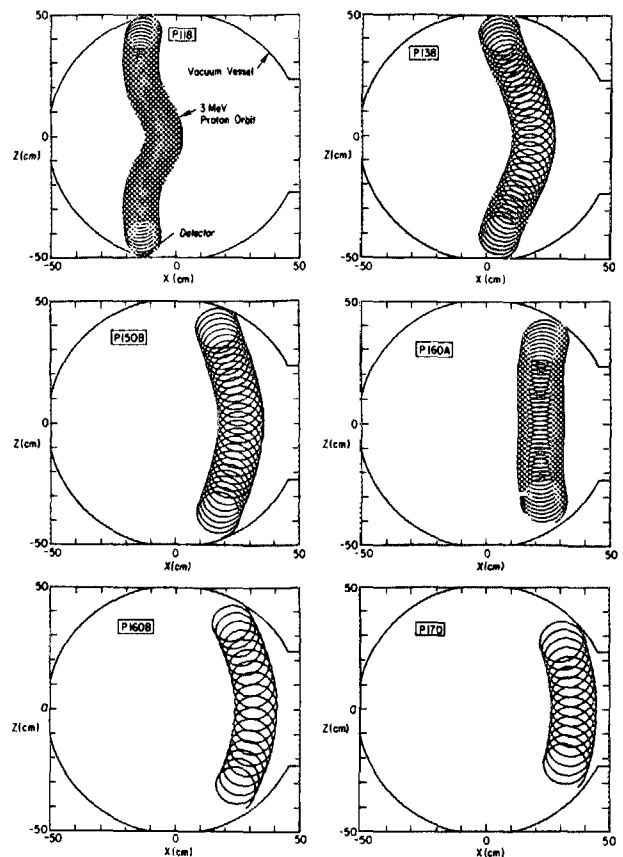 50
P118
Vacuum Vessel
3 MeV
Proton Orbit
Z(cm)
0
Detector
-50
-50
0
50
X (cm)
50
P138
Z(cm)
0
-50
-50
0
50
X (cm)
50
P150B
Z(cm)
0
-50
-50
0
50
X(cm)
50
P160A
Z(cm)
0
-50
-50
0
50
X(cm)
50
P160B
Z(cm)
0
-50
-50
0
50
X(cm)
50
P170
Z(cm)
0
-50
-50
0
50
X(cm)